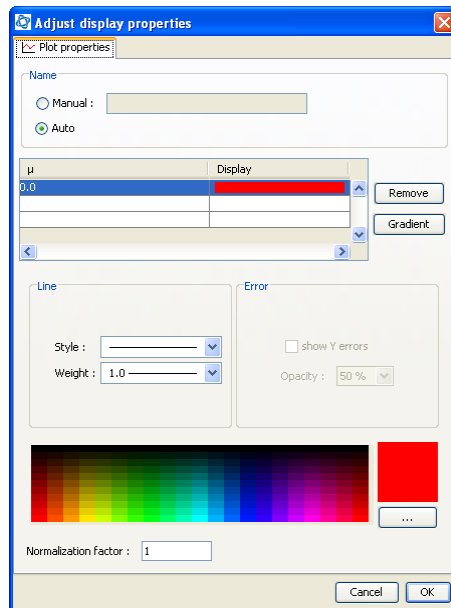 Adjust display properties
Plot properties
Name
Manual :
Auto
μ Display
0.0
Remove
Gradient
Line Error
Style :
show Y errors
Weight : 1.0
Opacity : 50 %
...
Normalization factor : 1
Cancel OK